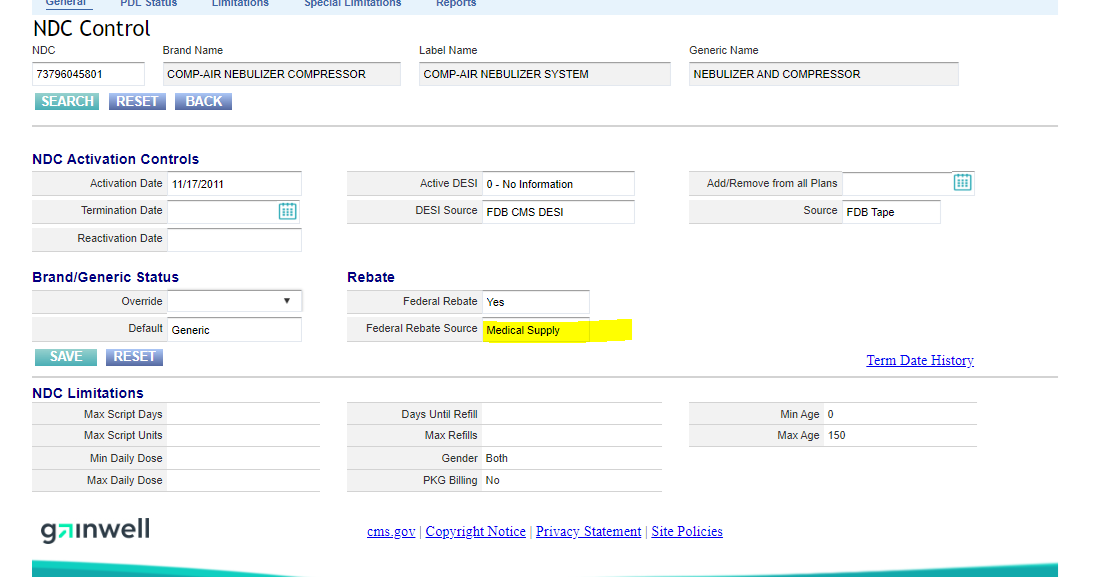 General PDL Status Limitations Special Limitations Reports
NDC Control
NDC Brand Name Label Name Generic Name
73796045801 COMP-AIR NEBULIZER COMPRESSOR COMP-AIR NEBULIZER SYSTEM NEBULIZER AND COMPRESSOR
SEARCH RESET BACK
NDC Activation Controls
Activation Date 11/17/2011 Active DESI 0 - No Information Add/Remove from all Plans
Termination Date DESI Source FDB CMS DESI Source FDB Tape
Reactivation Date
Brand/Generic Status Rebate
Override Federal Rebate Yes
Default Generic Federal Rebate Source Medical Supply
SAVE RESET Term Date History
NDC Limitations
Max Script Days Days Until Refill Min Age 0
Max Script Units Max Refills Max Age 150
Min Daily Dose Gender Both
Max Daily Dose PKG Billing No
gainwell cms.gov | Copyright Notice | Privacy Statement | Site Policies